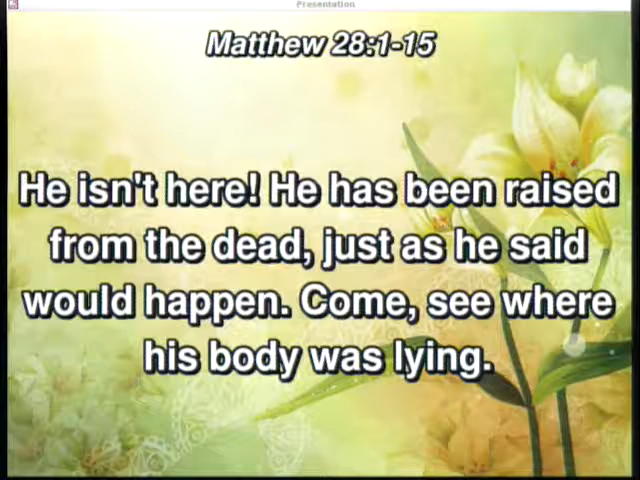 Presentation
Matthew 28:1-15
He isn't here! He has been raised
from the dead, just as he said
would happen. Come, see where
his body was lying.